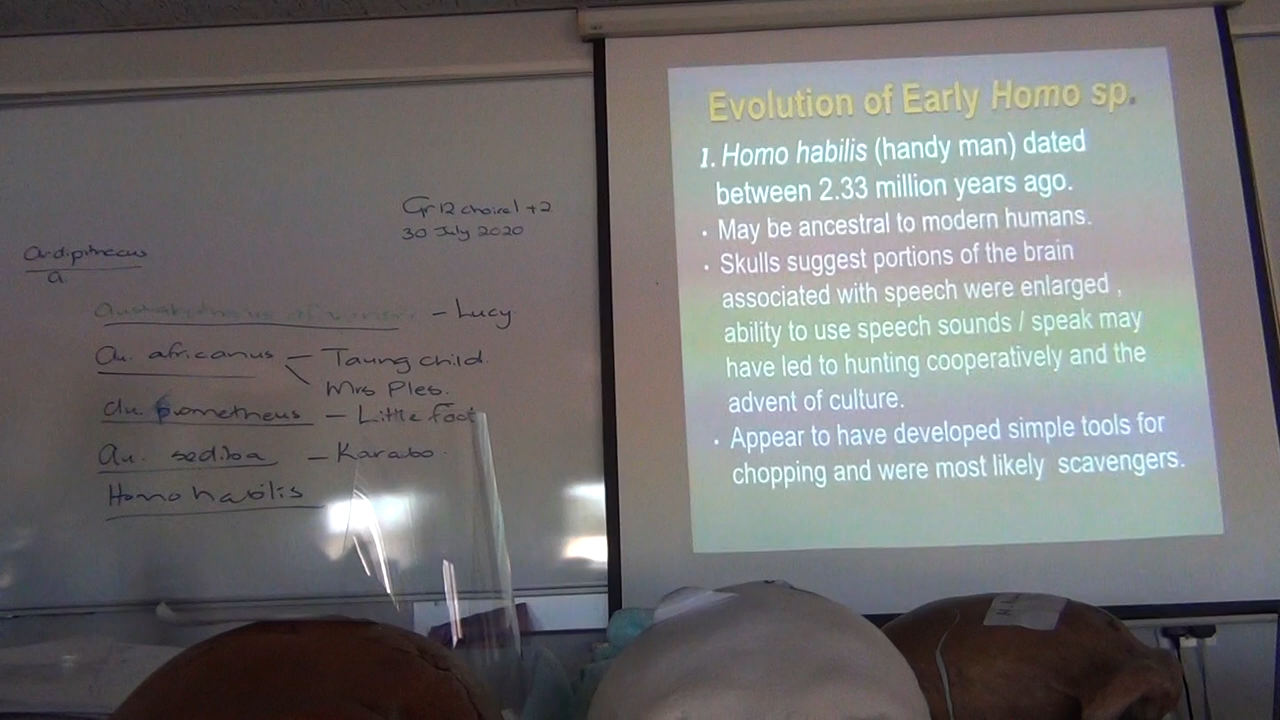 Gr 12 choice 1 + 2
30 July 2020
Ardipithecus
a
– Lucy
Au. africanus – Taung child.
Mrs Ples.
Au. prometheus – Little foot
Au. sediba – Karabo
Homo habilis
Evolution of Early Homo sp.
1. Homo habilis (handy man) dated
between 2.33 million years ago.
· May be ancestral to modern humans.
· Skulls suggest portions of the brain
associated with speech were enlarged ,
ability to use speech sounds / speak may
have led to hunting cooperatively and the
advent of culture.
· Appear to have developed simple tools for
chopping and were most likely scavengers.